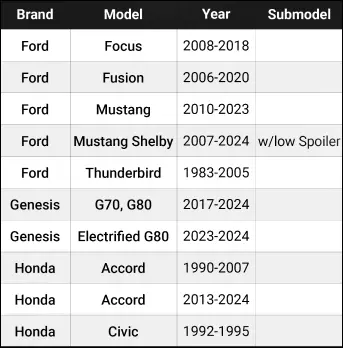 Brand Model Year Submodel
Ford Focus 2008-2018
Ford Fusion 2006-2020
Ford Mustang 2010-2023
Ford Mustang Shelby 2007-2024 w/low Spoiler
Ford Thunderbird 1983-2005
Genesis G70, G80 2017-2024
Genesis Electrified G80 2023-2024
Honda Accord 1990-2007
Honda Accord 2013-2024
Honda Civic 1992-1995